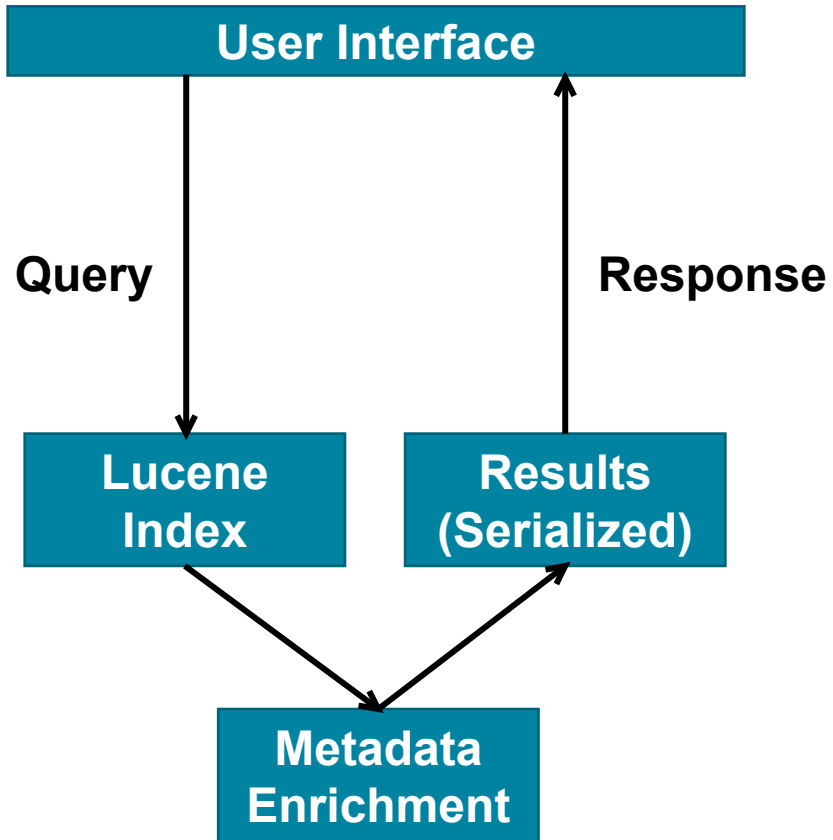 User Interface
Query
Response
Lucene
Index
Results
(Serialized)
Metadata
Enrichment